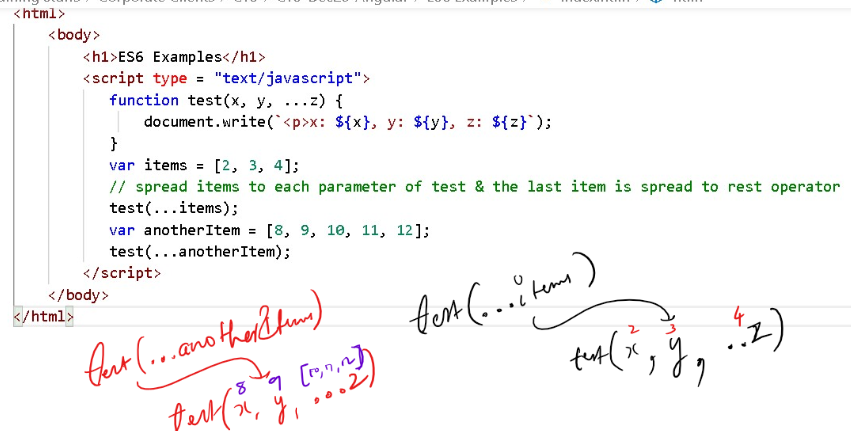 <html>
<body>
<h1>ES6 Examples</h1>
<script type = "text/javascript">
function test(x, y, ...z) {
document.write(`<p>x: ${x}, y: ${y}, z: ${z}`);
}
var items = [2, 3, 4];
// spread items to each parameter of test & the last item is spread to rest operator
test(...items);
var anotherItem = [8, 9, 10, 11, 12];
test(...anotherItem);
</script>
</body>
</html>
test(...items)
2 3 4
test(x, y, ..z)
test(...anotherItem)
8 9 [10, 11, 12]
test(x, y, ...z)